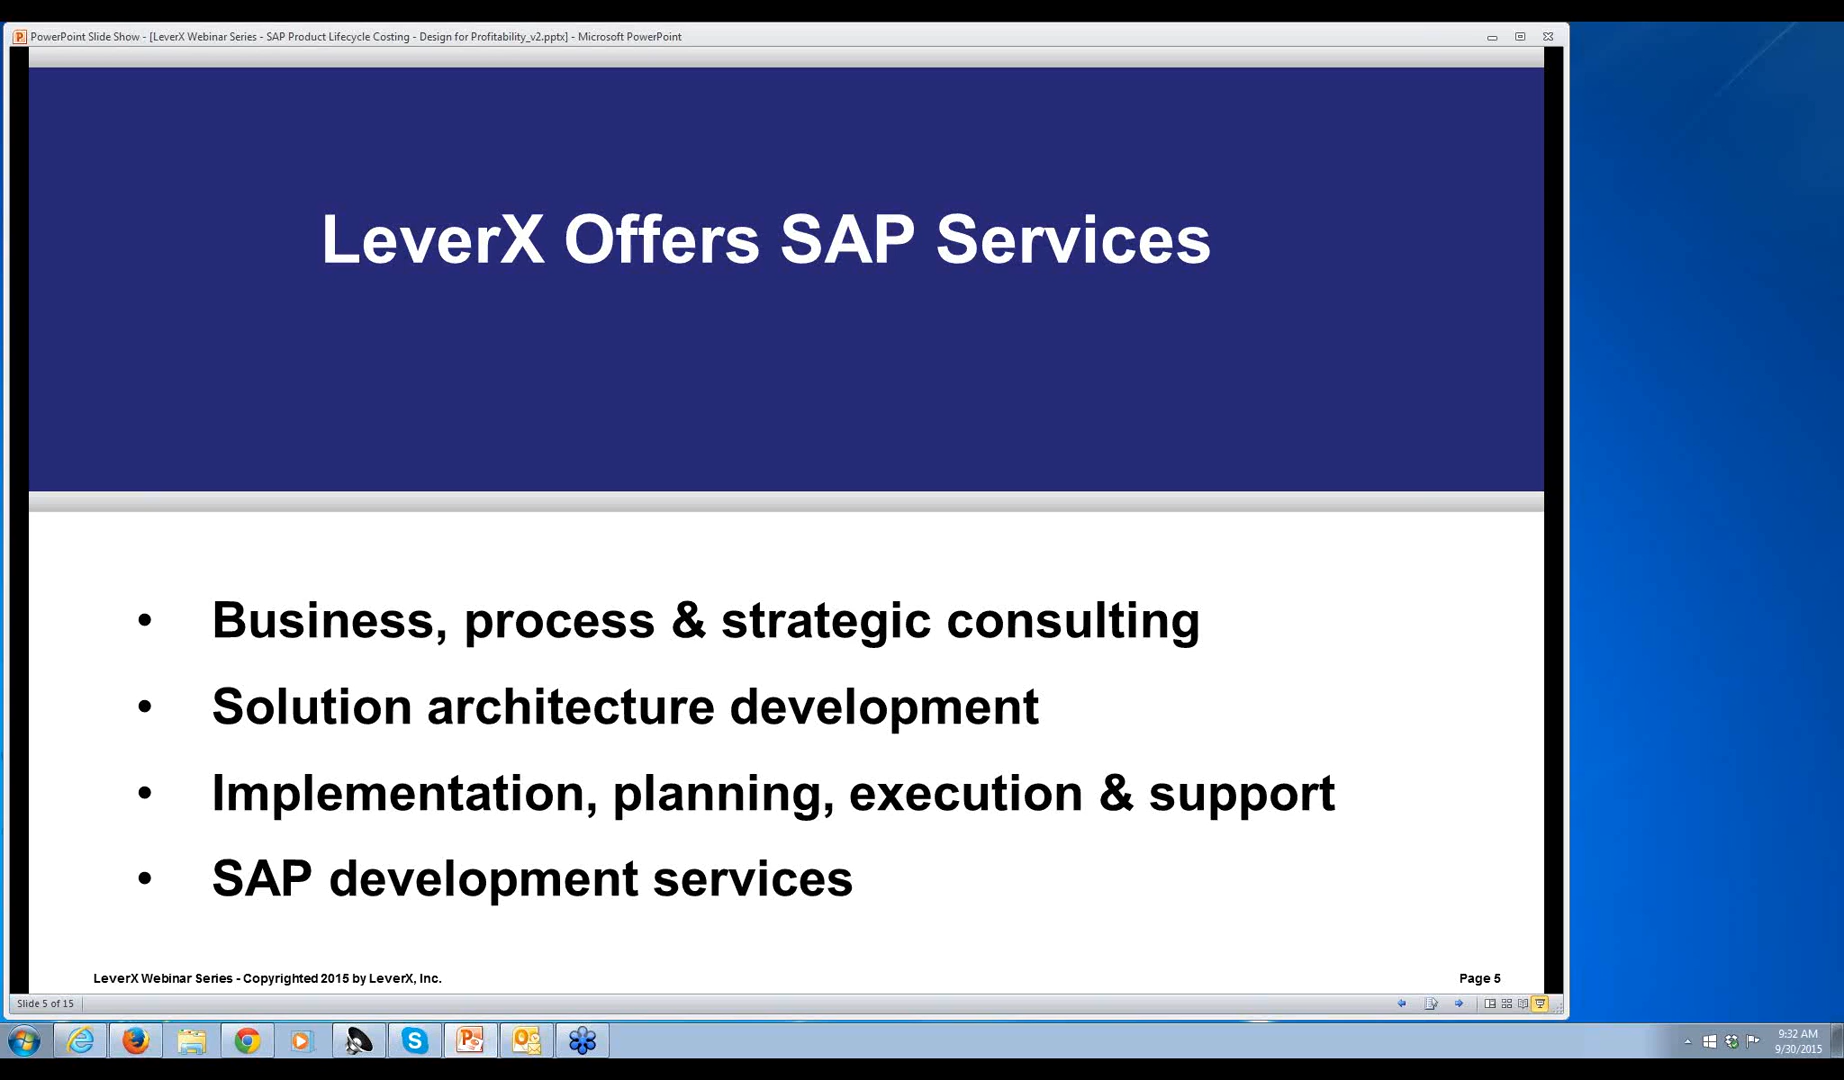 PowerPoint Slide Show - [LeverX Webinar Series - SAP Product Lifecycle Costing - Design for Profitability_v2.pptx] - Microsoft PowerPoint
LeverX Offers SAP Services
• Business, process & strategic consulting
• Solution architecture development
• Implementation, planning, execution & support
• SAP development services
LeverX Webinar Series - Copyrighted 2015 by LeverX, Inc.
Page 5
Slide 5 of 15
9:32 AM
9/30/2015